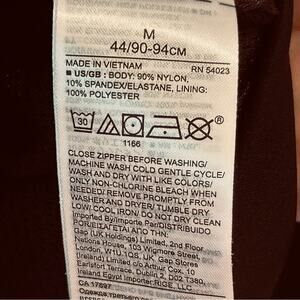 M
44/90-94CM
MADE IN VIETNAM RN 54023
■ US/GB : BODY: 90% NYLON,
10% SPANDEX/ELASTANE, LINING:
100% POLYESTER
30
1166
CLOSE ZIPPER BEFORE WASHING/
MACHINE WASH COLD GENTLE CYCLE/
WASH AND DRY WITH LIKE COLORS/
ONLY NON-CHLORINE BLEACH WHEN
NEEDED/ REMOVE PROMPTLY FROM
WASHER AND DRYER/ TUMBLE DRY
LOW/ COOL IRON/ DO NOT DRY CLEAN
Imported by/Importé Par/DISTRIBUIDO
POR/ΕΙΣΑΓΕΤΑΙ ΑΠΟ ΤΗΝ:
Gap (UK Holdings) Limited, 2nd Floor
Nations House, 103 Wigmore Street,
London, W1U 1QS, UK. Gap Stores
(Ireland) Limited c/o Arthur Cox, 10
Earlsfort Terrace, Dublin 2, D02 T380,
Ireland Egypt Importer:RIGE, LLC
CA 17897